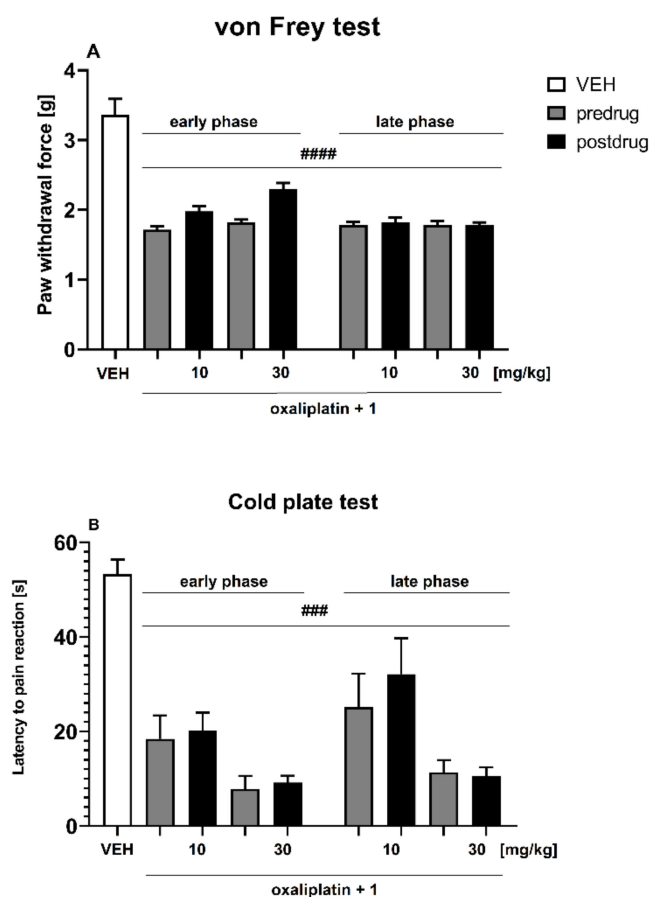 von Frey test
A
4
3
2
1
0
Paw withdrawal force [g]
early phase
late phase
####
VEH
predrug
postdrug
VEH
10
30
10
30
[mg/kg]
oxaliplatin + 1
Cold plate test
B
60
40
20
0
Latency to pain reaction [s]
early phase
late phase
###
VEH
10
30
10
30
[mg/kg]
oxaliplatin + 1